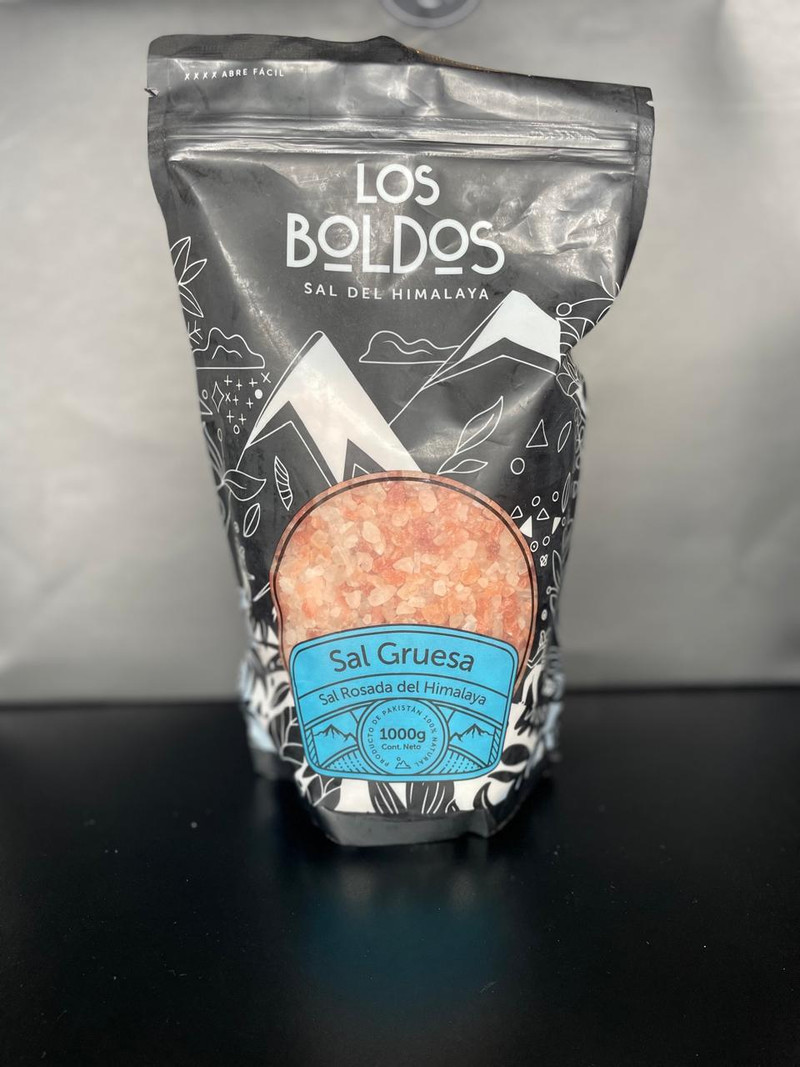 XXXX ABRE FÁCIL
LOS
BOLDOS
SAL DEL HIMALAYA
Sal Gruesa
Sal Rosada del Himalaya
PRODUCTO DE PAKISTÁN 100% NATURAL
1000g
Cont. Neto